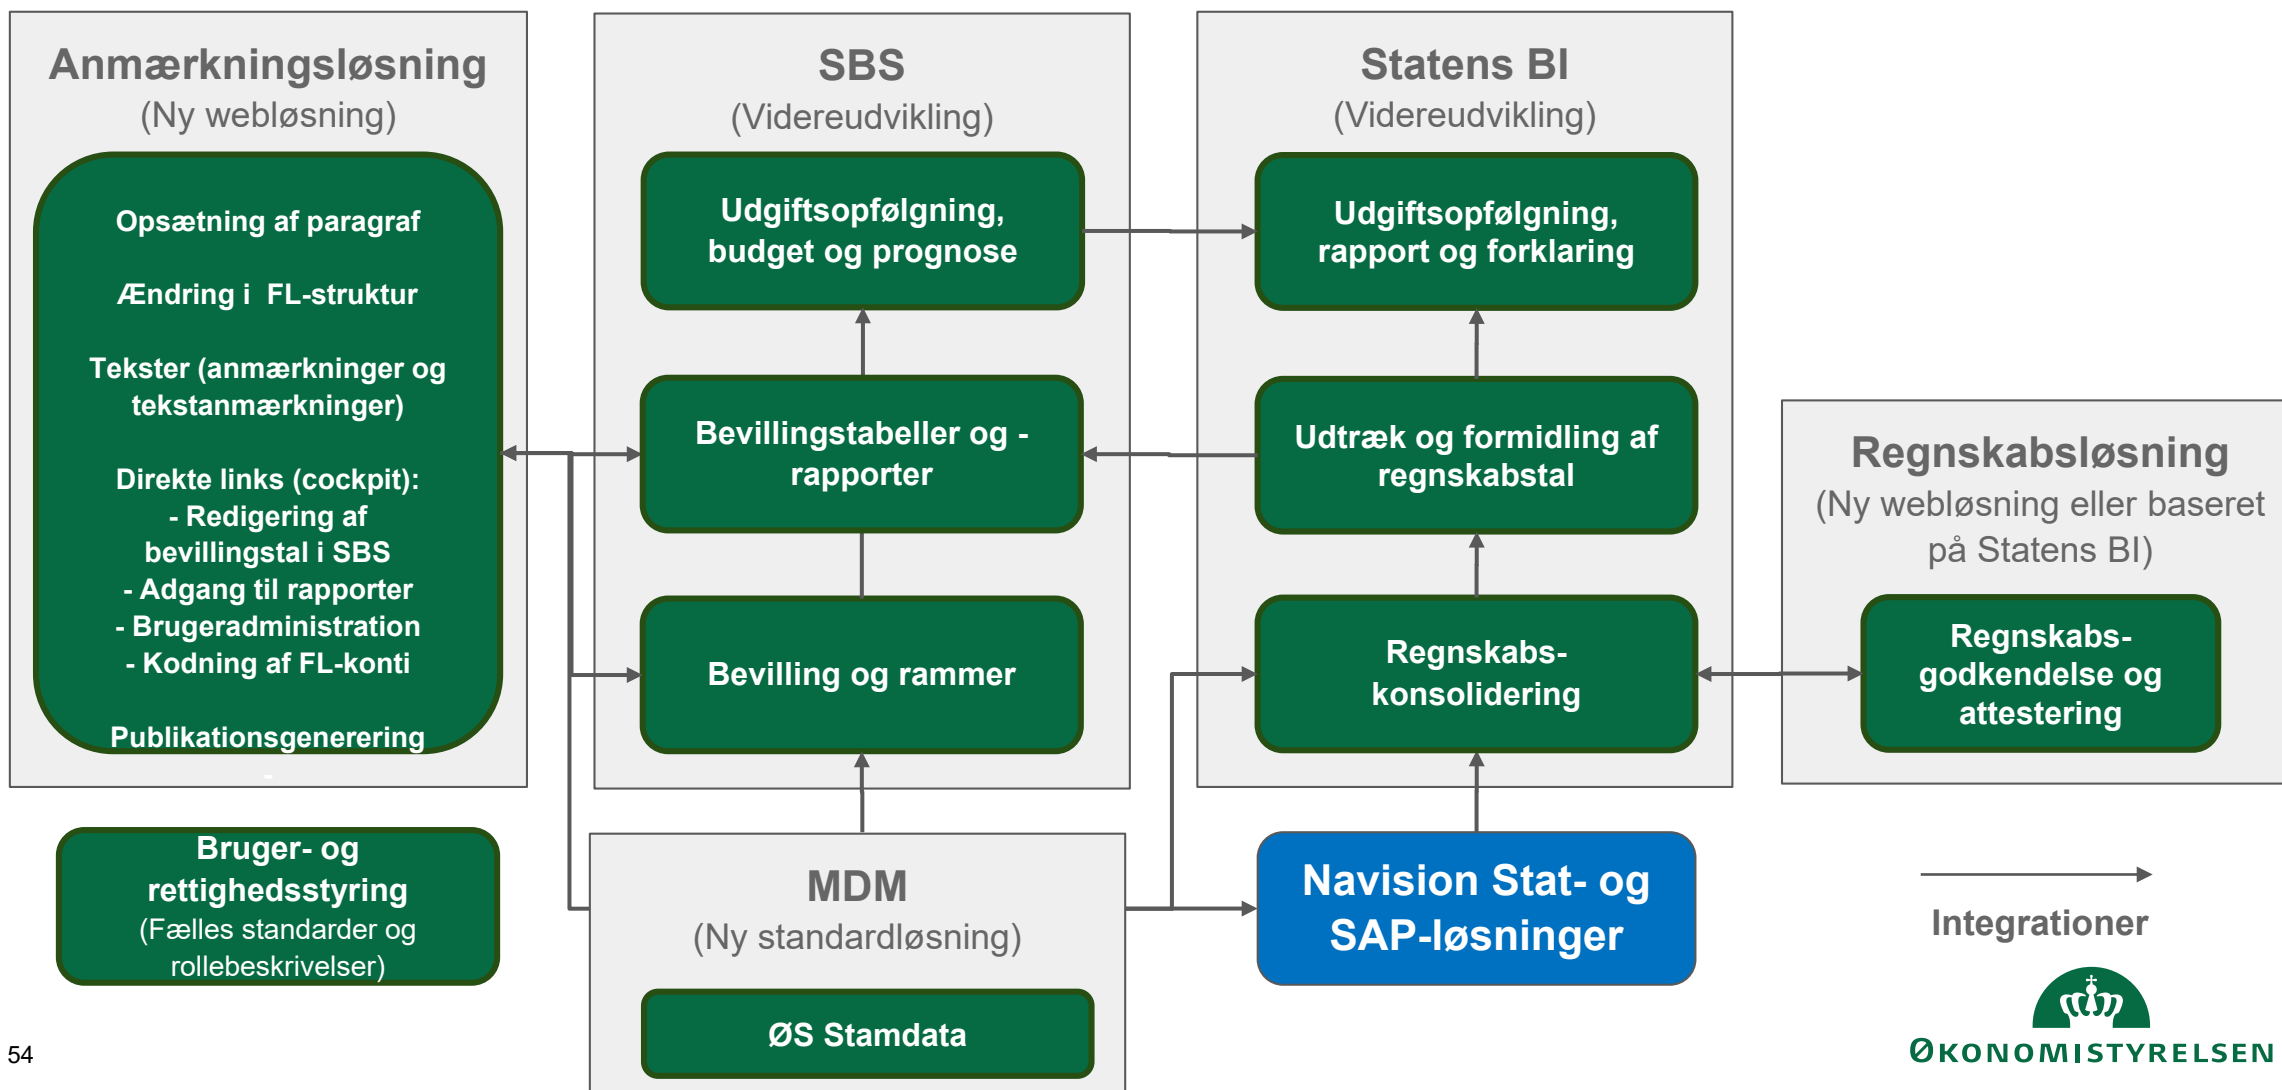 Anmærkningsløsning
(Ny webløsning)
Opsætning af paragraf
Ændring i  FL-struktur
Tekster (anmærkninger og
tekstanmærkninger)
Direkte links (cockpit):
- Redigering af
bevillingstal i SBS
- Adgang til rapporter
- Brugeradministration
- Kodning af FL-konti
Publikationsgenerering
-
SBS
(Videreudvikling)
Udgiftsopfølgning,
budget og prognose
Bevillingstabeller og -
rapporter
Bevilling og rammer
Statens BI
(Videreudvikling)
Udgiftsopfølgning,
rapport og forklaring
Udtræk og formidling af
regnskabstal
Regnskabs-
konsolidering
Regnskabsløsning
(Ny webløsning eller baseret
på Statens BI)
Regnskabs-
godkendelse og
attestering
Bruger- og
rettighedsstyring
(Fælles standarder og
rollebeskrivelser)
MDM
(Ny standardløsning)
ØS Stamdata
Navision Stat- og
SAP-løsninger
Integrationer
ØKONOMISTYRELSEN
54